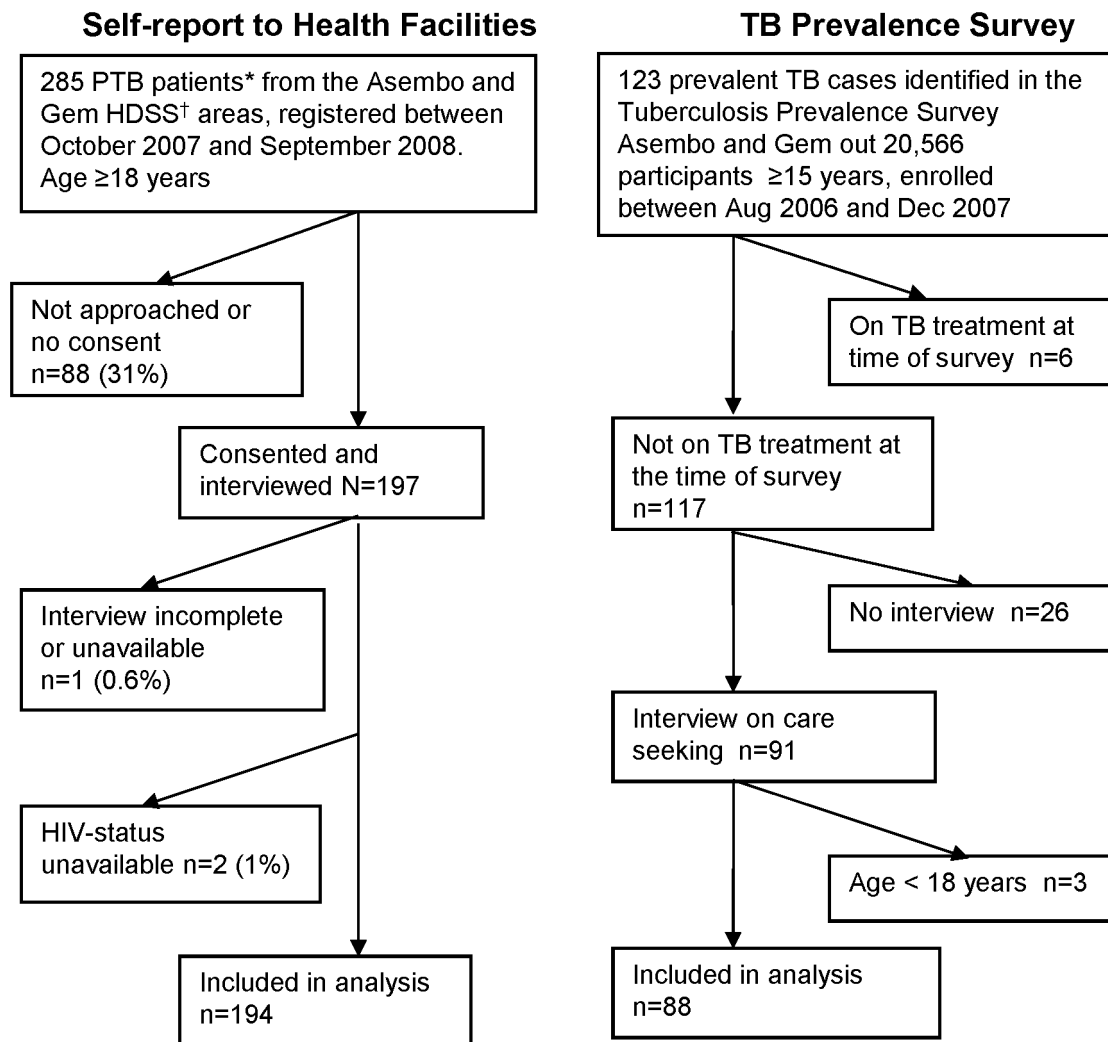 Self-report to Health Facilities
285 PTB patients* from the Asembo and
Gem HDSS† areas, registered between
October 2007 and September 2008.
Age ≥18 years
Not approached or
no consent
n=88 (31%)
Consented and
interviewed N=197
Interview incomplete
or unavailable
n=1 (0.6%)
HIV-status
unavailable n=2 (1%)
Included in analysis
n=194
TB Prevalence Survey
123 prevalent TB cases identified in the
Tuberculosis Prevalence Survey
Asembo and Gem out 20,566
participants ≥15 years, enrolled
between Aug 2006 and Dec 2007
On TB treatment at
time of survey n=6
Not on TB treatment at
the time of survey
n=117
No interview n=26
Interview on care
seeking n=91
Age < 18 years n=3
Included in analysis
n=88